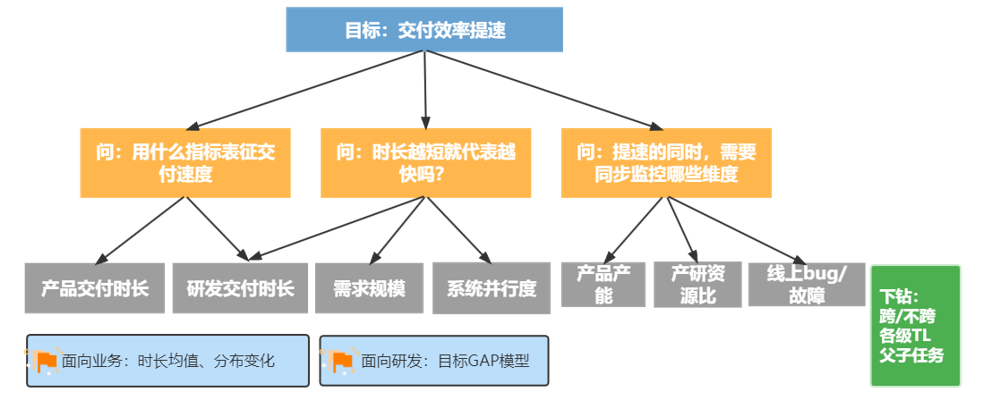 目标：交付效率提速
问：用什么指标表征交
付速度
问：时长越短就代表越
快吗？
问：提速的同时，需要
同步监控哪些维度
产品交付时长
研发交付时长
需求规模
系统并行度
产品产
能
产研资
源比
线上bug/
故障
下钻：
跨/不跨
各级TL
父子任务
面向业务：时长均值、分布变化
面向研发：目标GAP模型